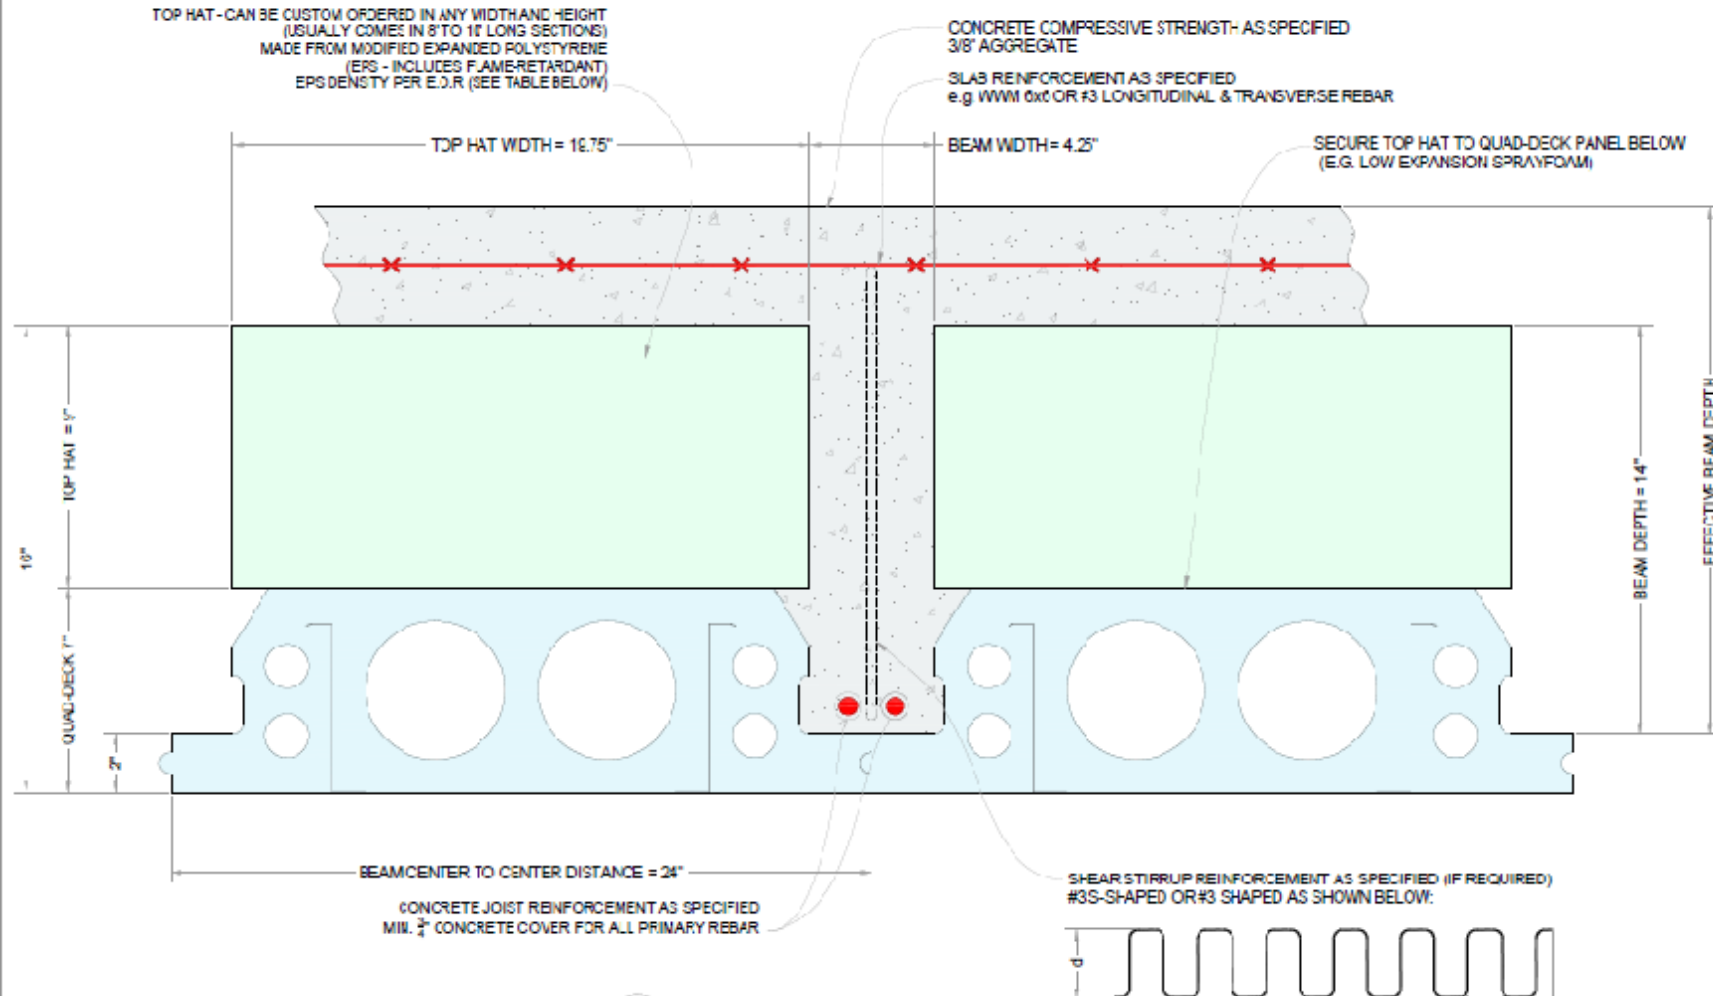 TOP HAT - CAN BE CUSTOM ORDERED IN ANY WIDTH AND HEIGHT
(USUALLY COMES IN 8' TO 10' LONG SECTIONS)
MADE FROM MODIFIED EXPANDED POLYSTYRENE
(EPS - INCLUDES FLAME-RETARDANT)
EPS DENSITY PER E.O.R (SEE TABLE BELOW)
CONCRETE COMPRESSIVE STRENGTH AS SPECIFIED
3/8" AGGREGATE
SLAB REINFORCEMENT AS SPECIFIED
e.g. WWM 6x6 OR #3 LONGITUDINAL & TRANSVERSE REBAR
TOP HAT WIDTH = 19.75"
BEAM WIDTH = 4.25"
SECURE TOP HAT TO QUAD-DECK PANEL BELOW
(E.G. LOW EXPANSION SPRAYFOAM)
TOP HAT = 9"
16"
QUAD-DECK 7"
2"
BEAM DEPTH = 14"
EFFECTIVE BEAM DEPTH
BEAM CENTER TO CENTER DISTANCE = 24"
CONCRETE JOIST REINFORCEMENT AS SPECIFIED
MIN. 3/4" CONCRETE COVER FOR ALL PRIMARY REBAR
SHEAR STIRRUP REINFORCEMENT AS SPECIFIED (IF REQUIRED)
#3 S-SHAPED OR #3 SHAPED AS SHOWN BELOW:
d